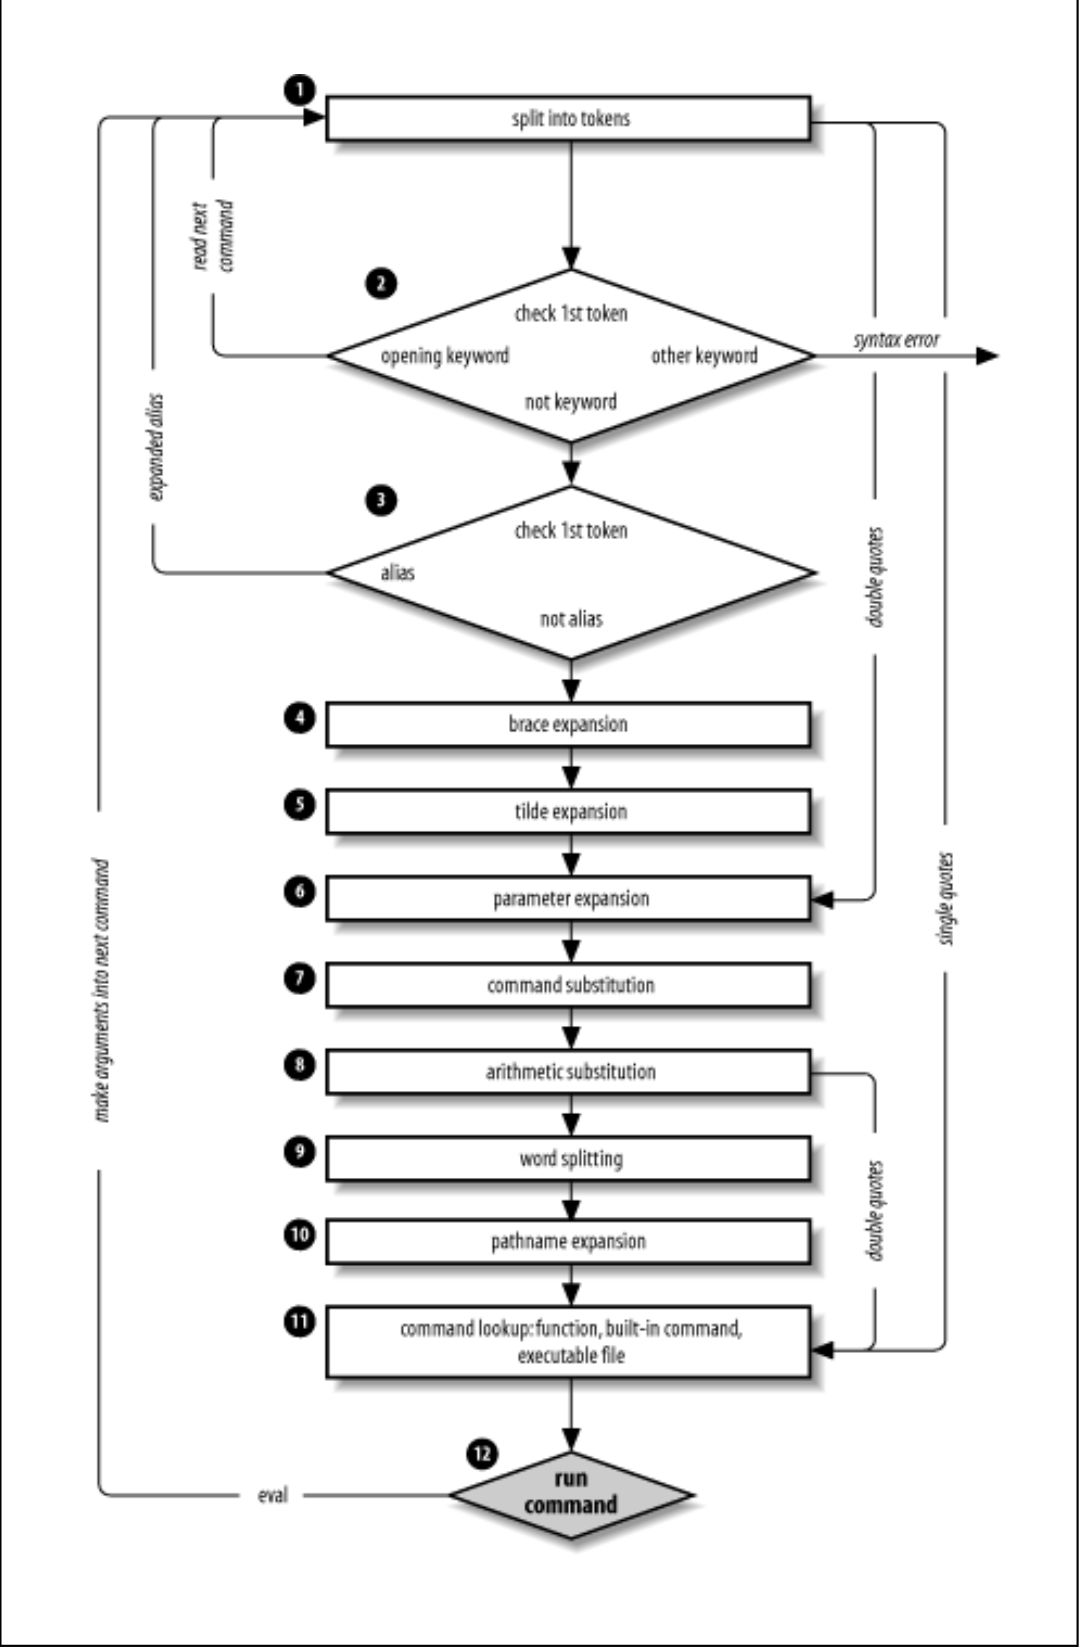 1
split into tokens
read next
command
2
check 1st token
opening keyword
other keyword
not keyword
syntax error
expanded alias
3
check 1st token
alias
not alias
double quotes
4
brace expansion
5
tilde expansion
6
parameter expansion
single quotes
make arguments into next command
7
command substitution
8
arithmetic substitution
9
word splitting
double quotes
10
pathname expansion
11
command lookup: function, built-in command,
executable file
12
run
command
eval